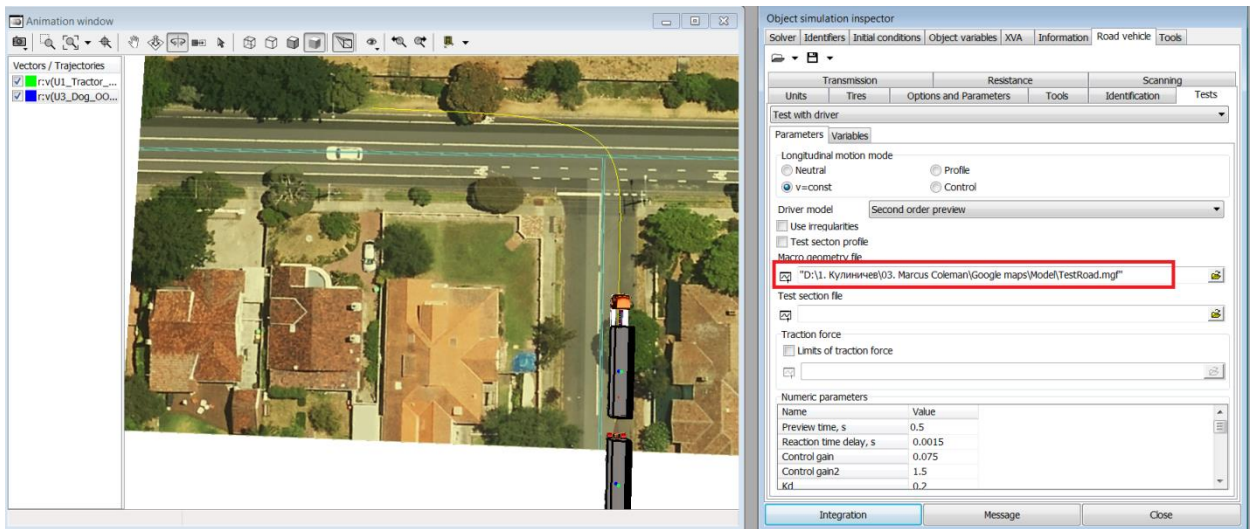 Animation window
Vectors / Trajectories
r:v(U1_Tractor_...
r:v(U3_Dog_OO...
Object simulation inspector
Solver Identifiers Initial conditions Object variables XVA Information Road vehicle Tools
Transmission Resistance Scanning
Units Tires Options and Parameters Tools Identification Tests
Test with driver
Parameters Variables
Longitudinal motion mode
Neutral Profile
v=const Control
Driver model Second order preview
Use irregularities
Test secton profile
Macro geometry file
"D:\1. Кулиничев\03. Marcus Coleman\Google maps\Model\TestRoad.mgf"
Test section file
Traction force
Limits of traction force
Numeric parameters
Name Value
Preview time, s 0.5
Reaction time delay, s 0.0015
Control gain 0.075
Control gain2 1.5
Kd 0.2
Integration Message Close